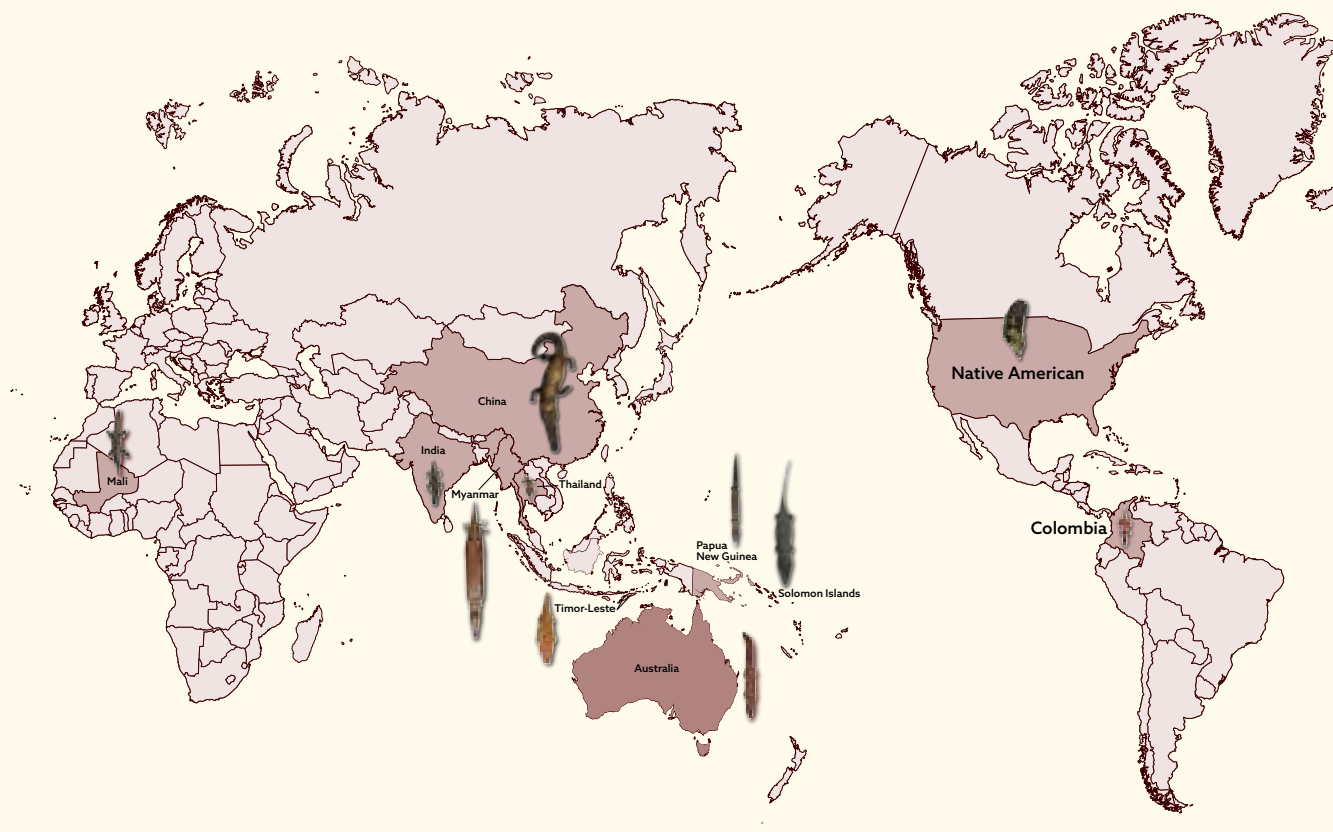 Native American
China
India
Mali
Thailand
Myanmar
Colombia
Papua
New Guinea
Solomon Islands
Timor-Leste
Australia